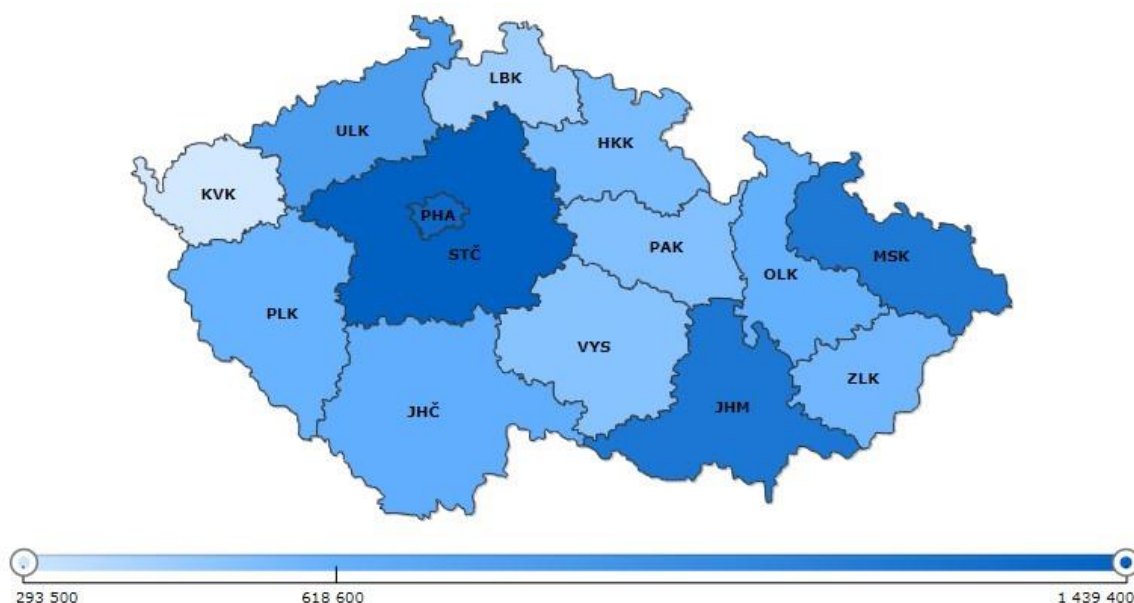 LBK
ULK
HKK
KVK
PHA
STČ
PAK
MSK
OLK
PLK
VYS
ZLK
JHČ
JHM
293 500
618 600
1 439 400